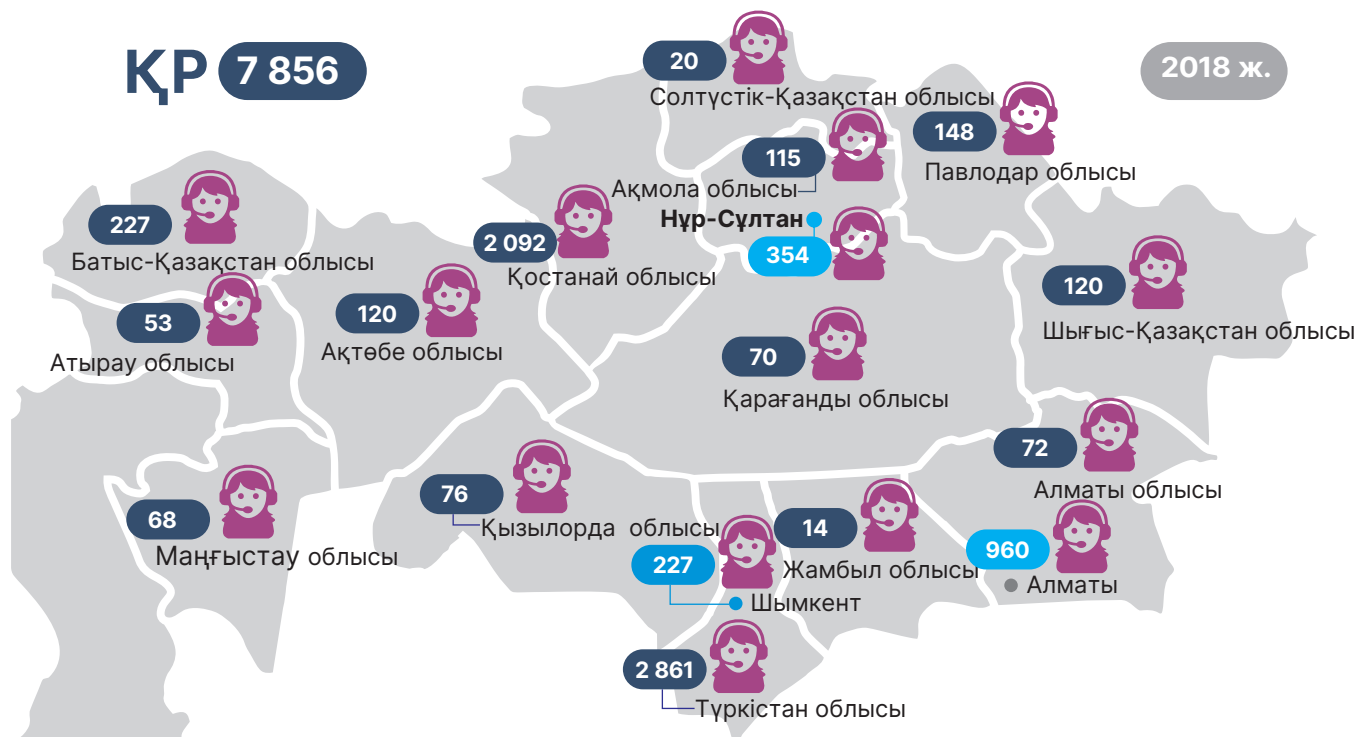 ҚР 7 856
2018 ж.
20
Солтүстік-Қазақстан облысы
148
Павлодар облысы
115
Ақмола облысы
Нұр-Сұлтан
354
227
Батыс-Қазақстан облысы
2 092
Қостанай облысы
120
Шығыс-Қазақстан облысы
53
Атырау облысы
120
Ақтөбе облысы
70
Қарағанды облысы
72
Алматы облысы
76
Қызылорда облысы
68
Маңғыстау облысы
14
Жамбыл облысы
960
Алматы
227
Шымкент
2 861
Түркістан облысы